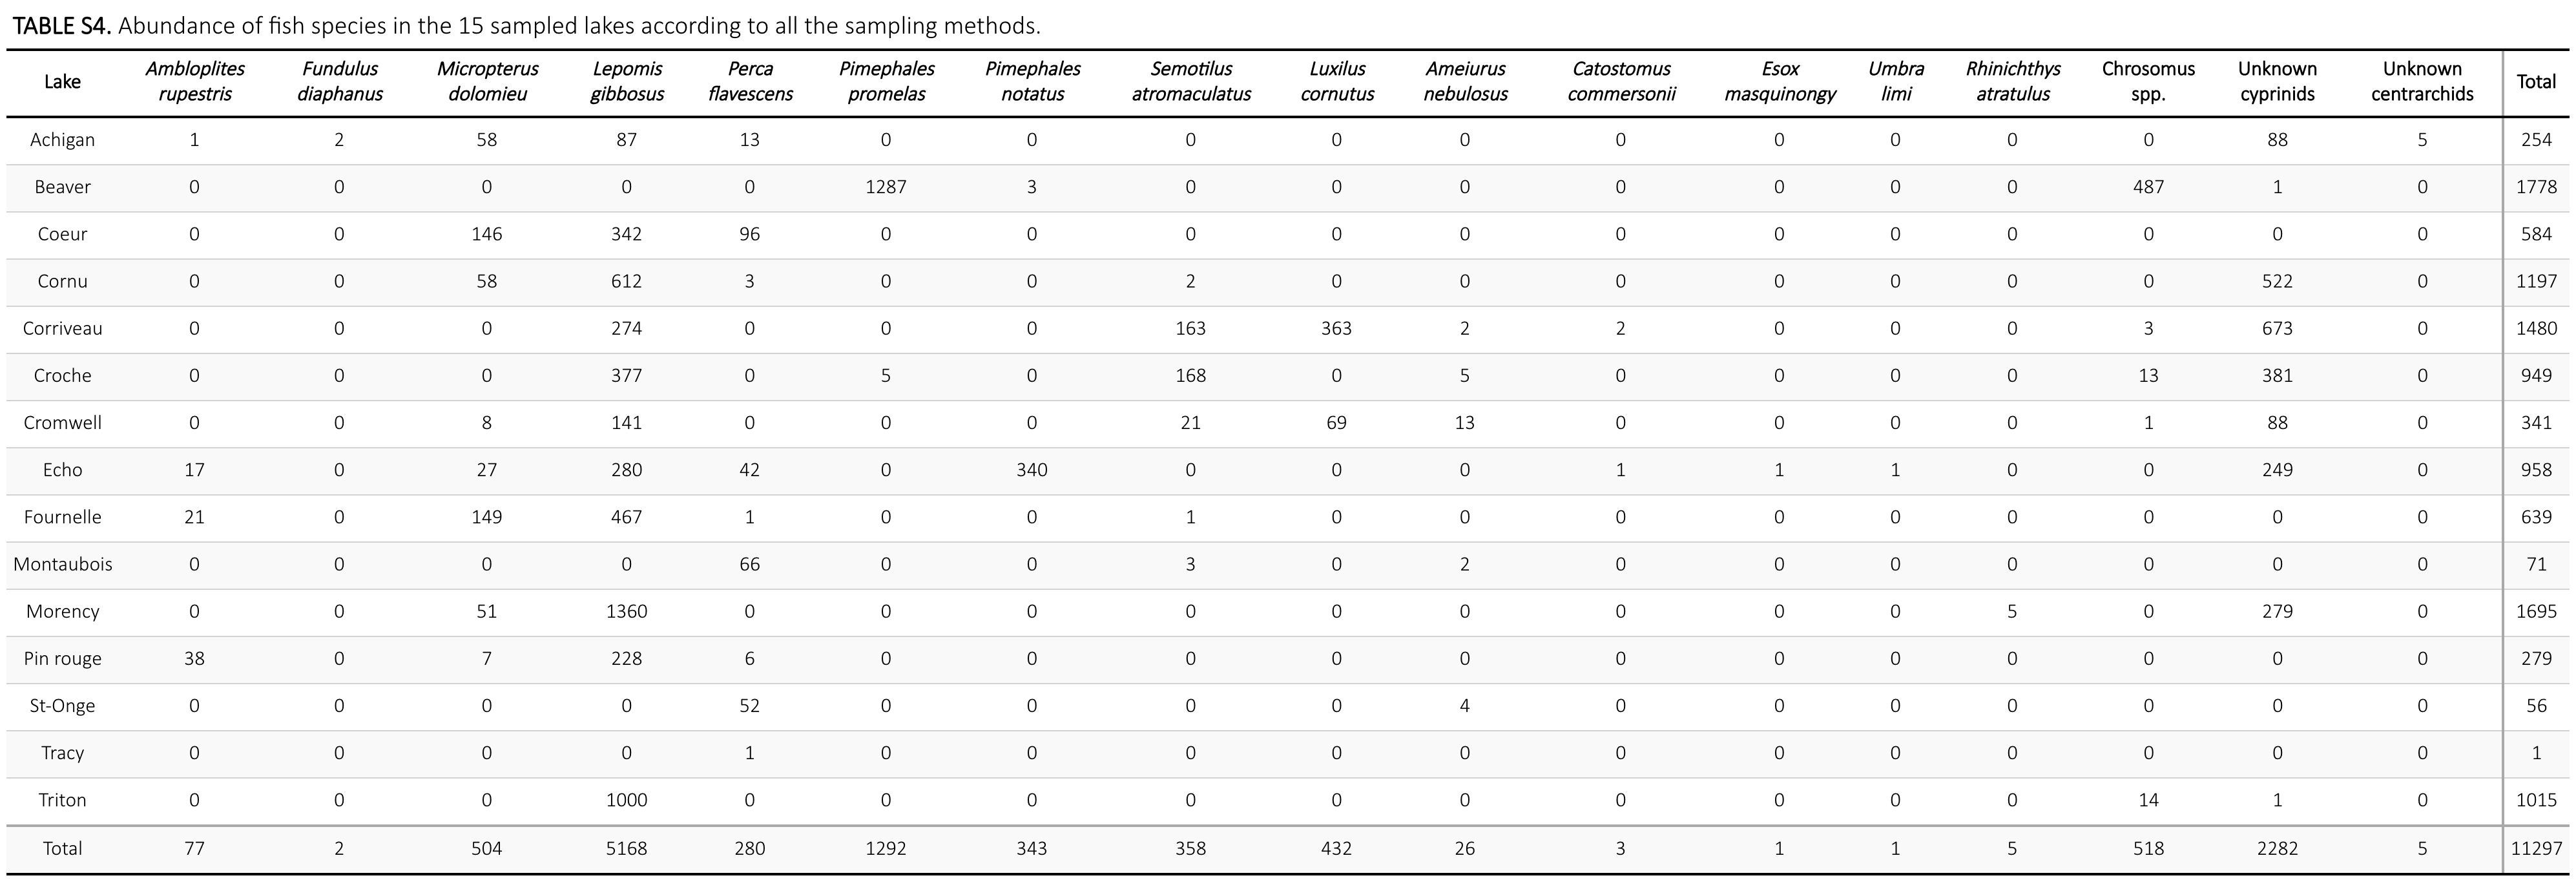 TABLE S4. Abundance of fish species in the 15 sampled lakes according to all the sampling methods.
Lake Ambloplites rupestris Fundulus diaphanus Micropterus dolomieu Lepomis gibbosus Perca flavescens Pimephales promelas Pimephales notatus Semotilus atromaculatus Luxilus cornutus Ameiurus nebulosus Catostomus commersonii Esox masquinongy Umbra limi Rhinichthys atratulus Chrosomus spp. Unknown cyprinids Unknown centrarchids Total
Achigan 1 2 58 87 13 0 0 0 0 0 0 0 0 0 0 88 5 254
Beaver 0 0 0 0 0 1287 3 0 0 0 0 0 0 0 487 1 0 1778
Coeur 0 0 146 342 96 0 0 0 0 0 0 0 0 0 0 0 0 584
Cornu 0 0 58 612 3 0 0 2 0 0 0 0 0 0 0 522 0 1197
Corriveau 0 0 0 274 0 0 0 163 363 2 2 0 0 0 3 673 0 1480
Croche 0 0 0 377 0 5 0 168 0 5 0 0 0 0 13 381 0 949
Cromwell 0 0 8 141 0 0 0 21 69 13 0 0 0 0 1 88 0 341
Echo 17 0 27 280 42 0 340 0 0 0 1 1 1 0 0 249 0 958
Fournelle 21 0 149 467 1 0 0 1 0 0 0 0 0 0 0 0 0 639
Montaubois 0 0 0 0 66 0 0 3 0 2 0 0 0 0 0 0 0 71
Morency 0 0 51 1360 0 0 0 0 0 0 0 0 0 5 0 279 0 1695
Pin rouge 38 0 7 228 6 0 0 0 0 0 0 0 0 0 0 0 0 279
St-Onge 0 0 0 0 52 0 0 0 0 4 0 0 0 0 0 0 0 56
Tracy 0 0 0 0 1 0 0 0 0 0 0 0 0 0 0 0 0 1
Triton 0 0 0 1000 0 0 0 0 0 0 0 0 0 0 14 1 0 1015
Total 77 2 504 5168 280 1292 343 358 432 26 3 1 1 5 518 2282 5 11297